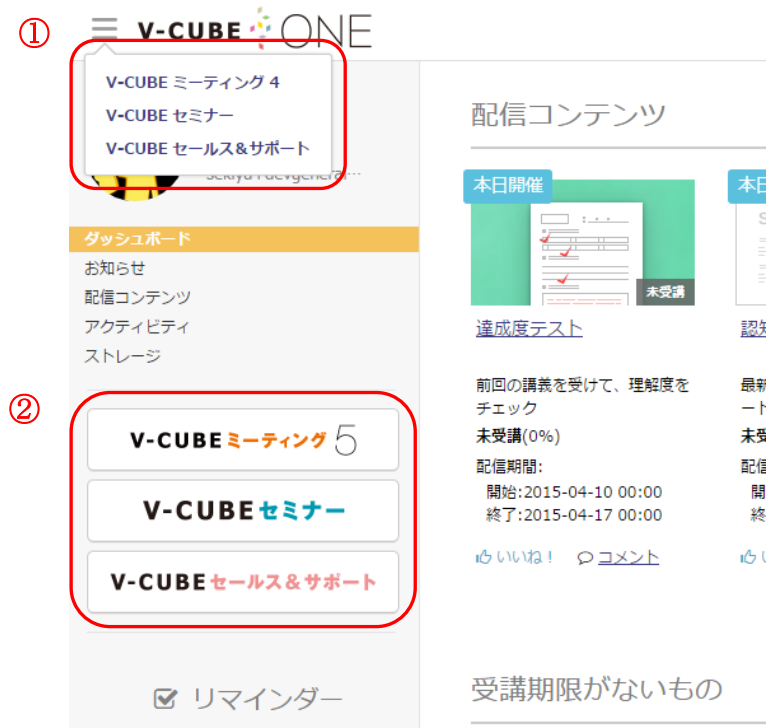 ①
V-CUBE ONE
V-CUBE ミーティング 4
V-CUBE セミナー
V-CUBE セールス&サポート
ダッシュボード
お知らせ
配信コンテンツ
アクティビティ
ストレージ
②
V-CUBE ミーティング 5
V-CUBE セミナー
V-CUBE セールス&サポート
リマインダー
配信コンテンツ
本日開催
未受講
達成度テスト
前回の講義を受けて、理解度を
チェック
未受講(0%)
配信期間:
開始:2015-04-10 00:00
終了:2015-04-17 00:00
いいね! コメント
本日
最新
配信
受講期限がないもの